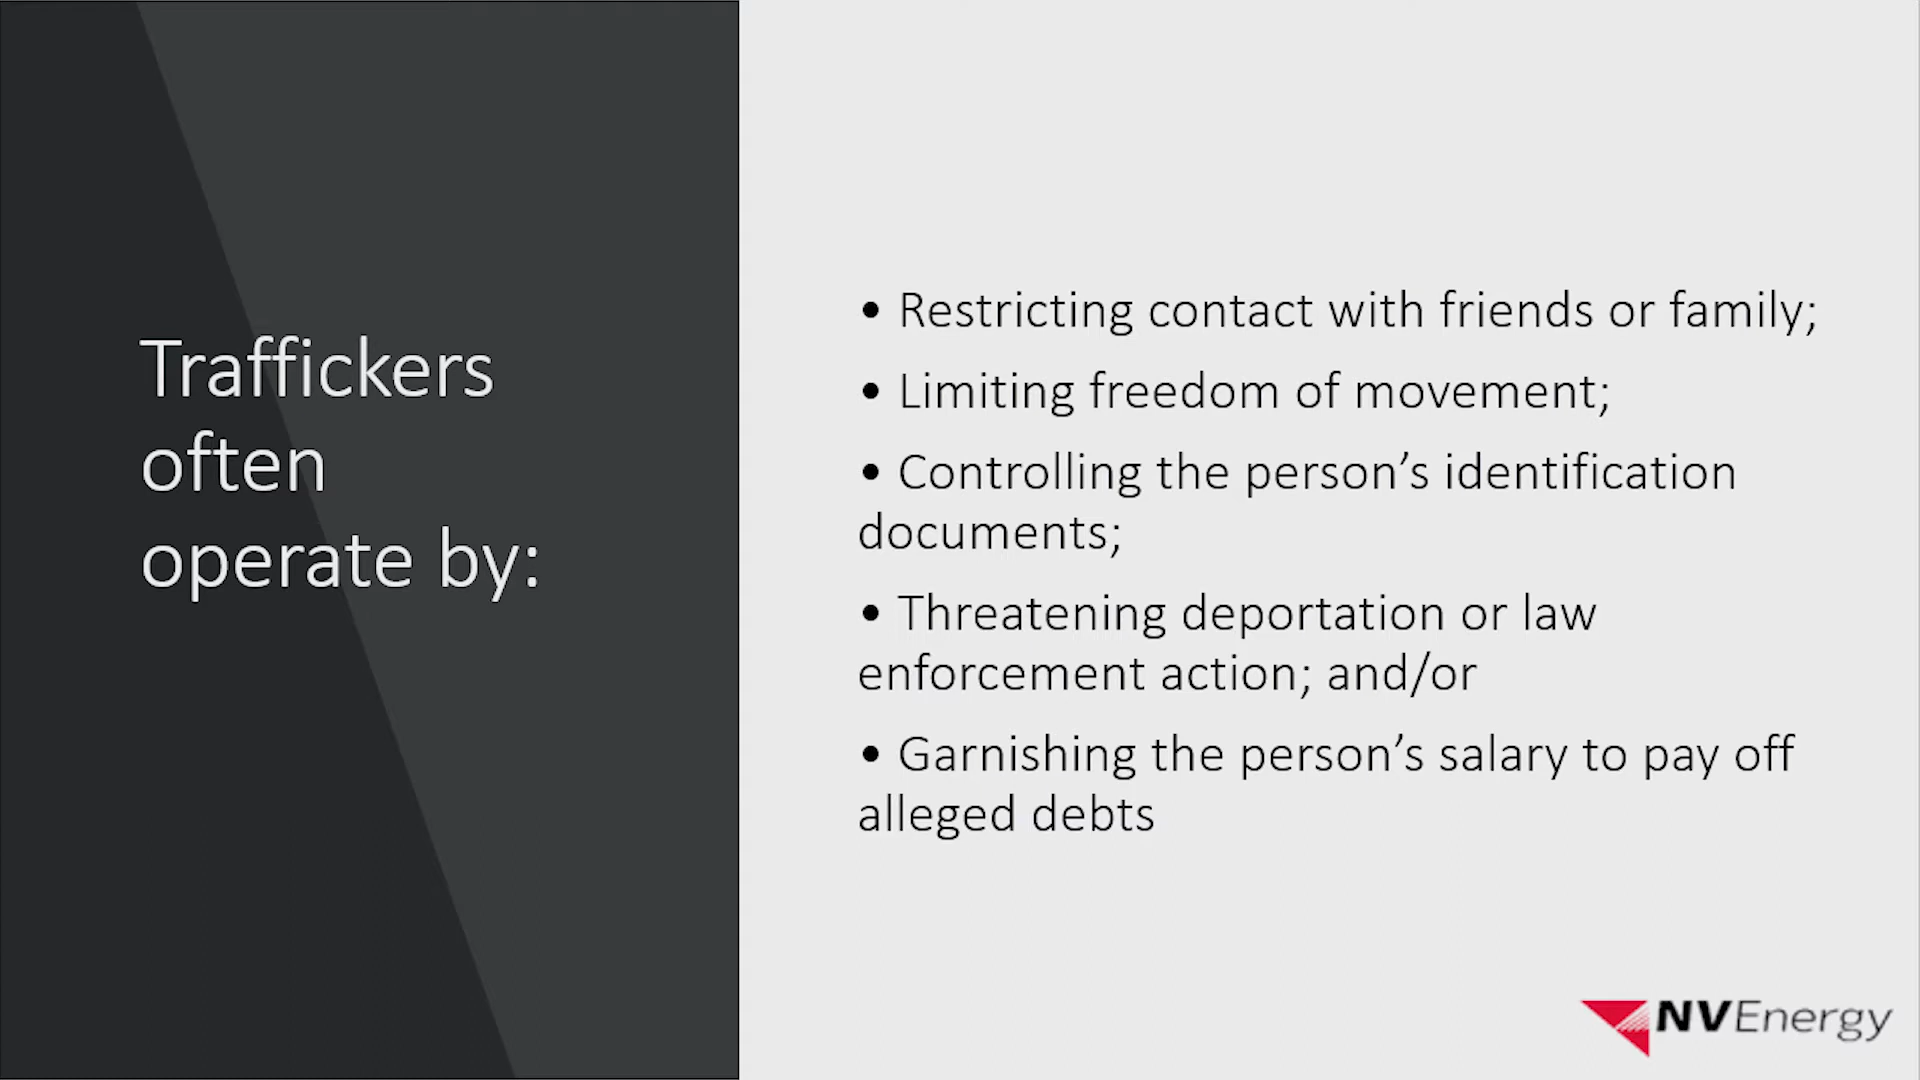 Traffickers
often
operate by:
• Restricting contact with friends or family;
• Limiting freedom of movement;
• Controlling the person’s identification
documents;
• Threatening deportation or law
enforcement action; and/or
• Garnishing the person’s salary to pay off
alleged debts
NVEnergy